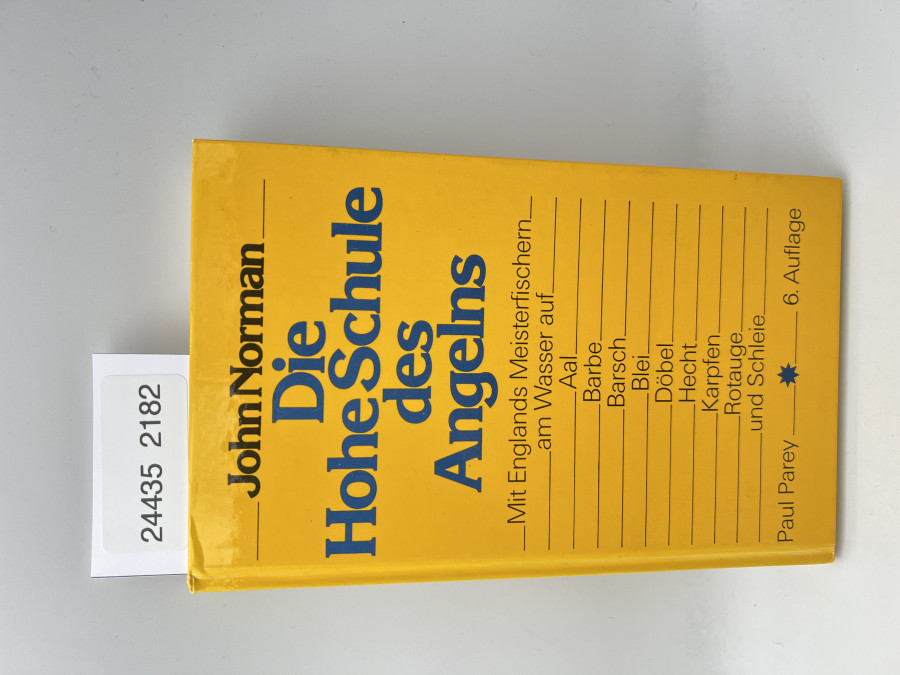 24435 2182
John Norman
Die
Hohe Schule
des
Angelns
Mit Englands Meisterfischern
am Wasser auf
Aal
Barbe
Barsch
Blei
Döbel
Hecht
Karpfen
Rotauge
und Schleie
Paul Parey 6. Auflage